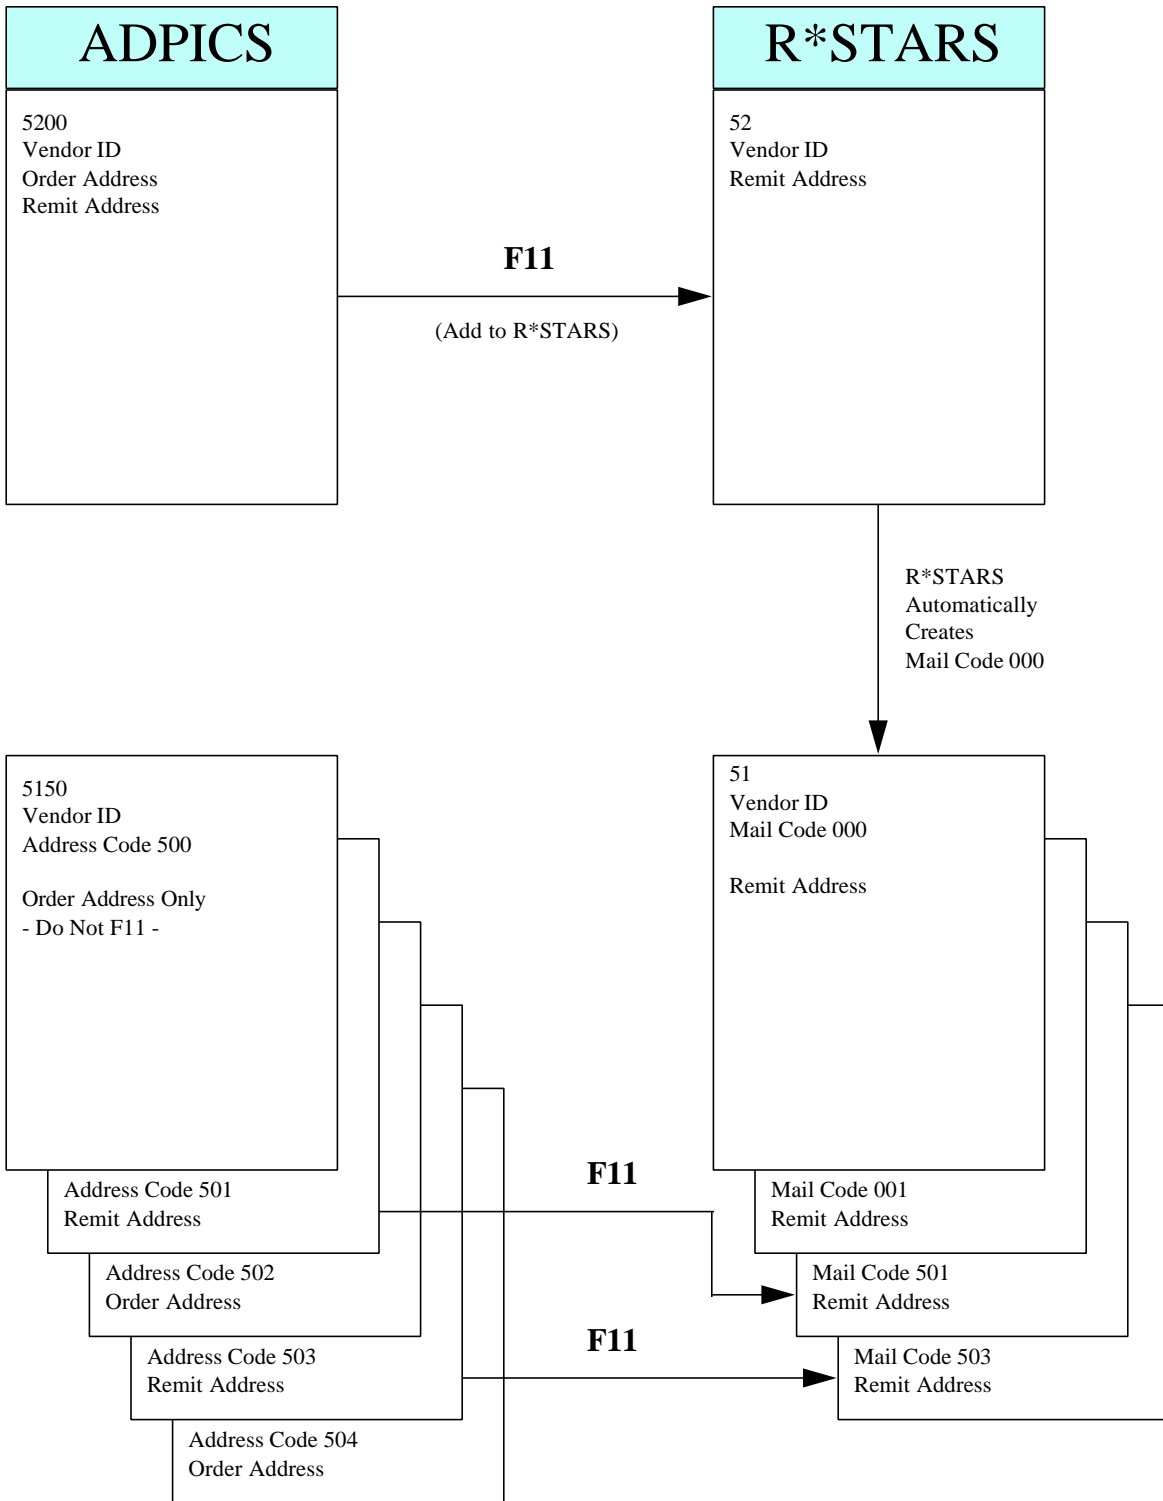 ADPICS
R*STARS
5200
Vendor ID
Order Address
Remit Address
52
Vendor ID
Remit Address
F11
(Add to R*STARS)
R*STARS
Automatically
Creates
Mail Code 000
5150
Vendor ID
Address Code 500
Order Address Only
- Do Not F11 -
51
Vendor ID
Mail Code 000
Remit Address
Address Code 501
Remit Address
F11
Mail Code 001
Remit Address
Address Code 502
Order Address
Mail Code 501
Remit Address
Address Code 503
Remit Address
F11
Mail Code 503
Remit Address
Address Code 504
Order Address